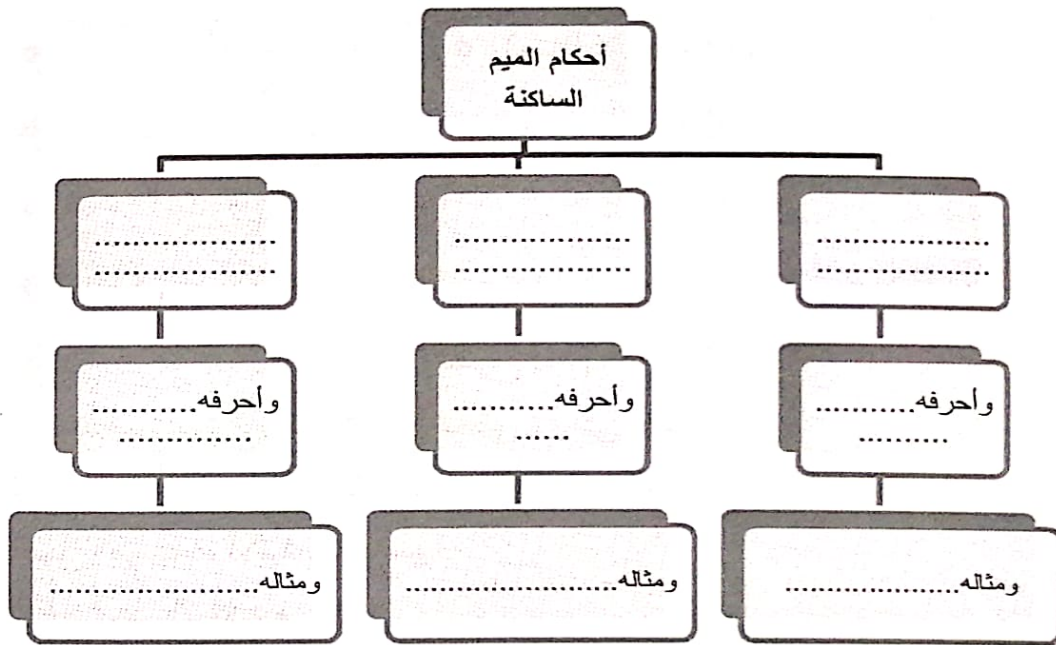 أحكام الميم
الساكنة
.................... .................... ....................
.................... .................... ....................
وأحرفه........... وأحرفه........... وأحرفه...........
.......... ...... ..............
ومثاله..................... ومثاله...................... ومثاله......................